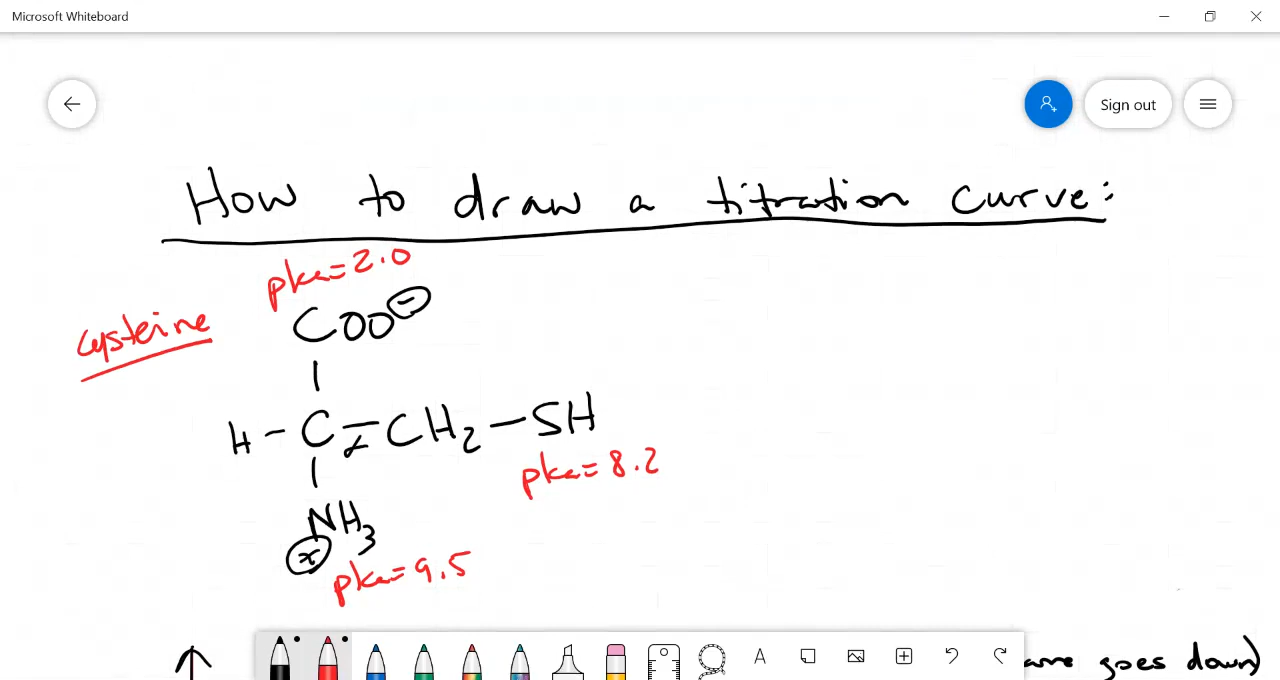 Microsoft Whiteboard
Sign out
How to draw a titration curve:
pka=2.0
cysteine
COO-
H-C-CH2-SH
pka=8.2
NH3
pka=9.5
A
goes down)